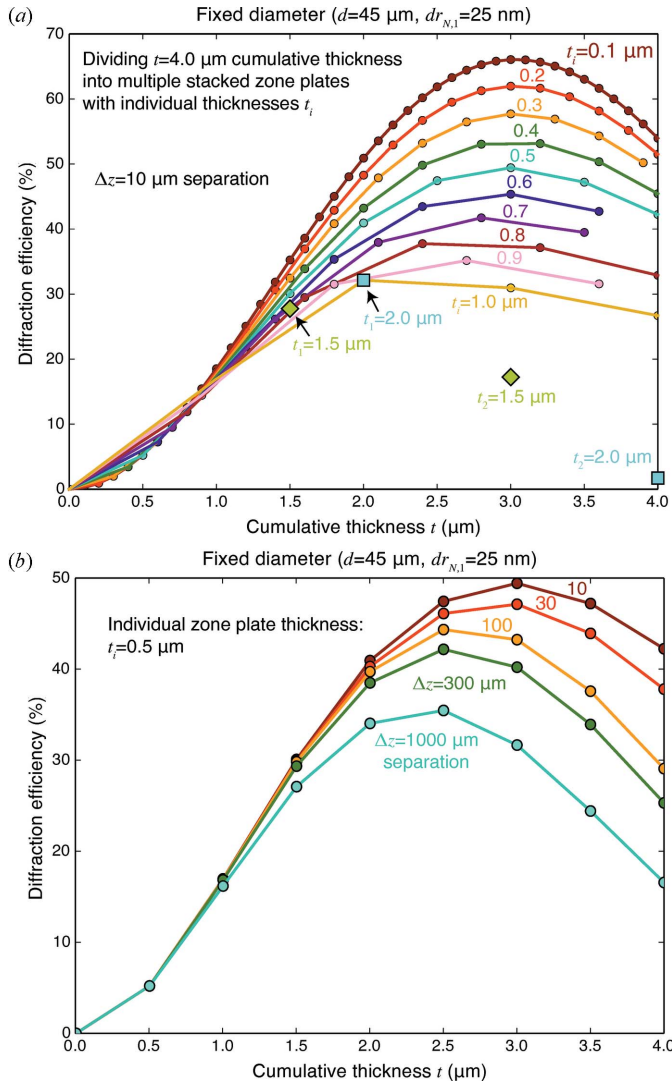 (a)
Fixed diameter (d=45 µm, dr_N,1=25 nm)
Dividing t=4.0 µm cumulative thickness
into multiple stacked zone plates
with individual thicknesses t_i
Δz=10 µm separation
t_i=0.1 µm
0.2
0.3
0.4
0.5
0.6
0.7
0.8
0.9
t_i=1.0 µm
t_1=1.5 µm
t_1=2.0 µm
t_2=1.5 µm
t_2=2.0 µm
Diffraction efficiency (%)
70
60
50
40
30
20
10
0
0.0 0.5 1.0 1.5 2.0 2.5 3.0 3.5 4.0
Cumulative thickness t (µm)
(b)
Fixed diameter (d=45 µm, dr_N,1=25 nm)
Individual zone plate thickness:
t_i=0.5 µm
10
30
100
Δz=300 µm
Δz=1000 µm
separation
Diffraction efficiency (%)
50
40
30
20
10
0
0.0 0.5 1.0 1.5 2.0 2.5 3.0 3.5 4.0
Cumulative thickness t (µm)